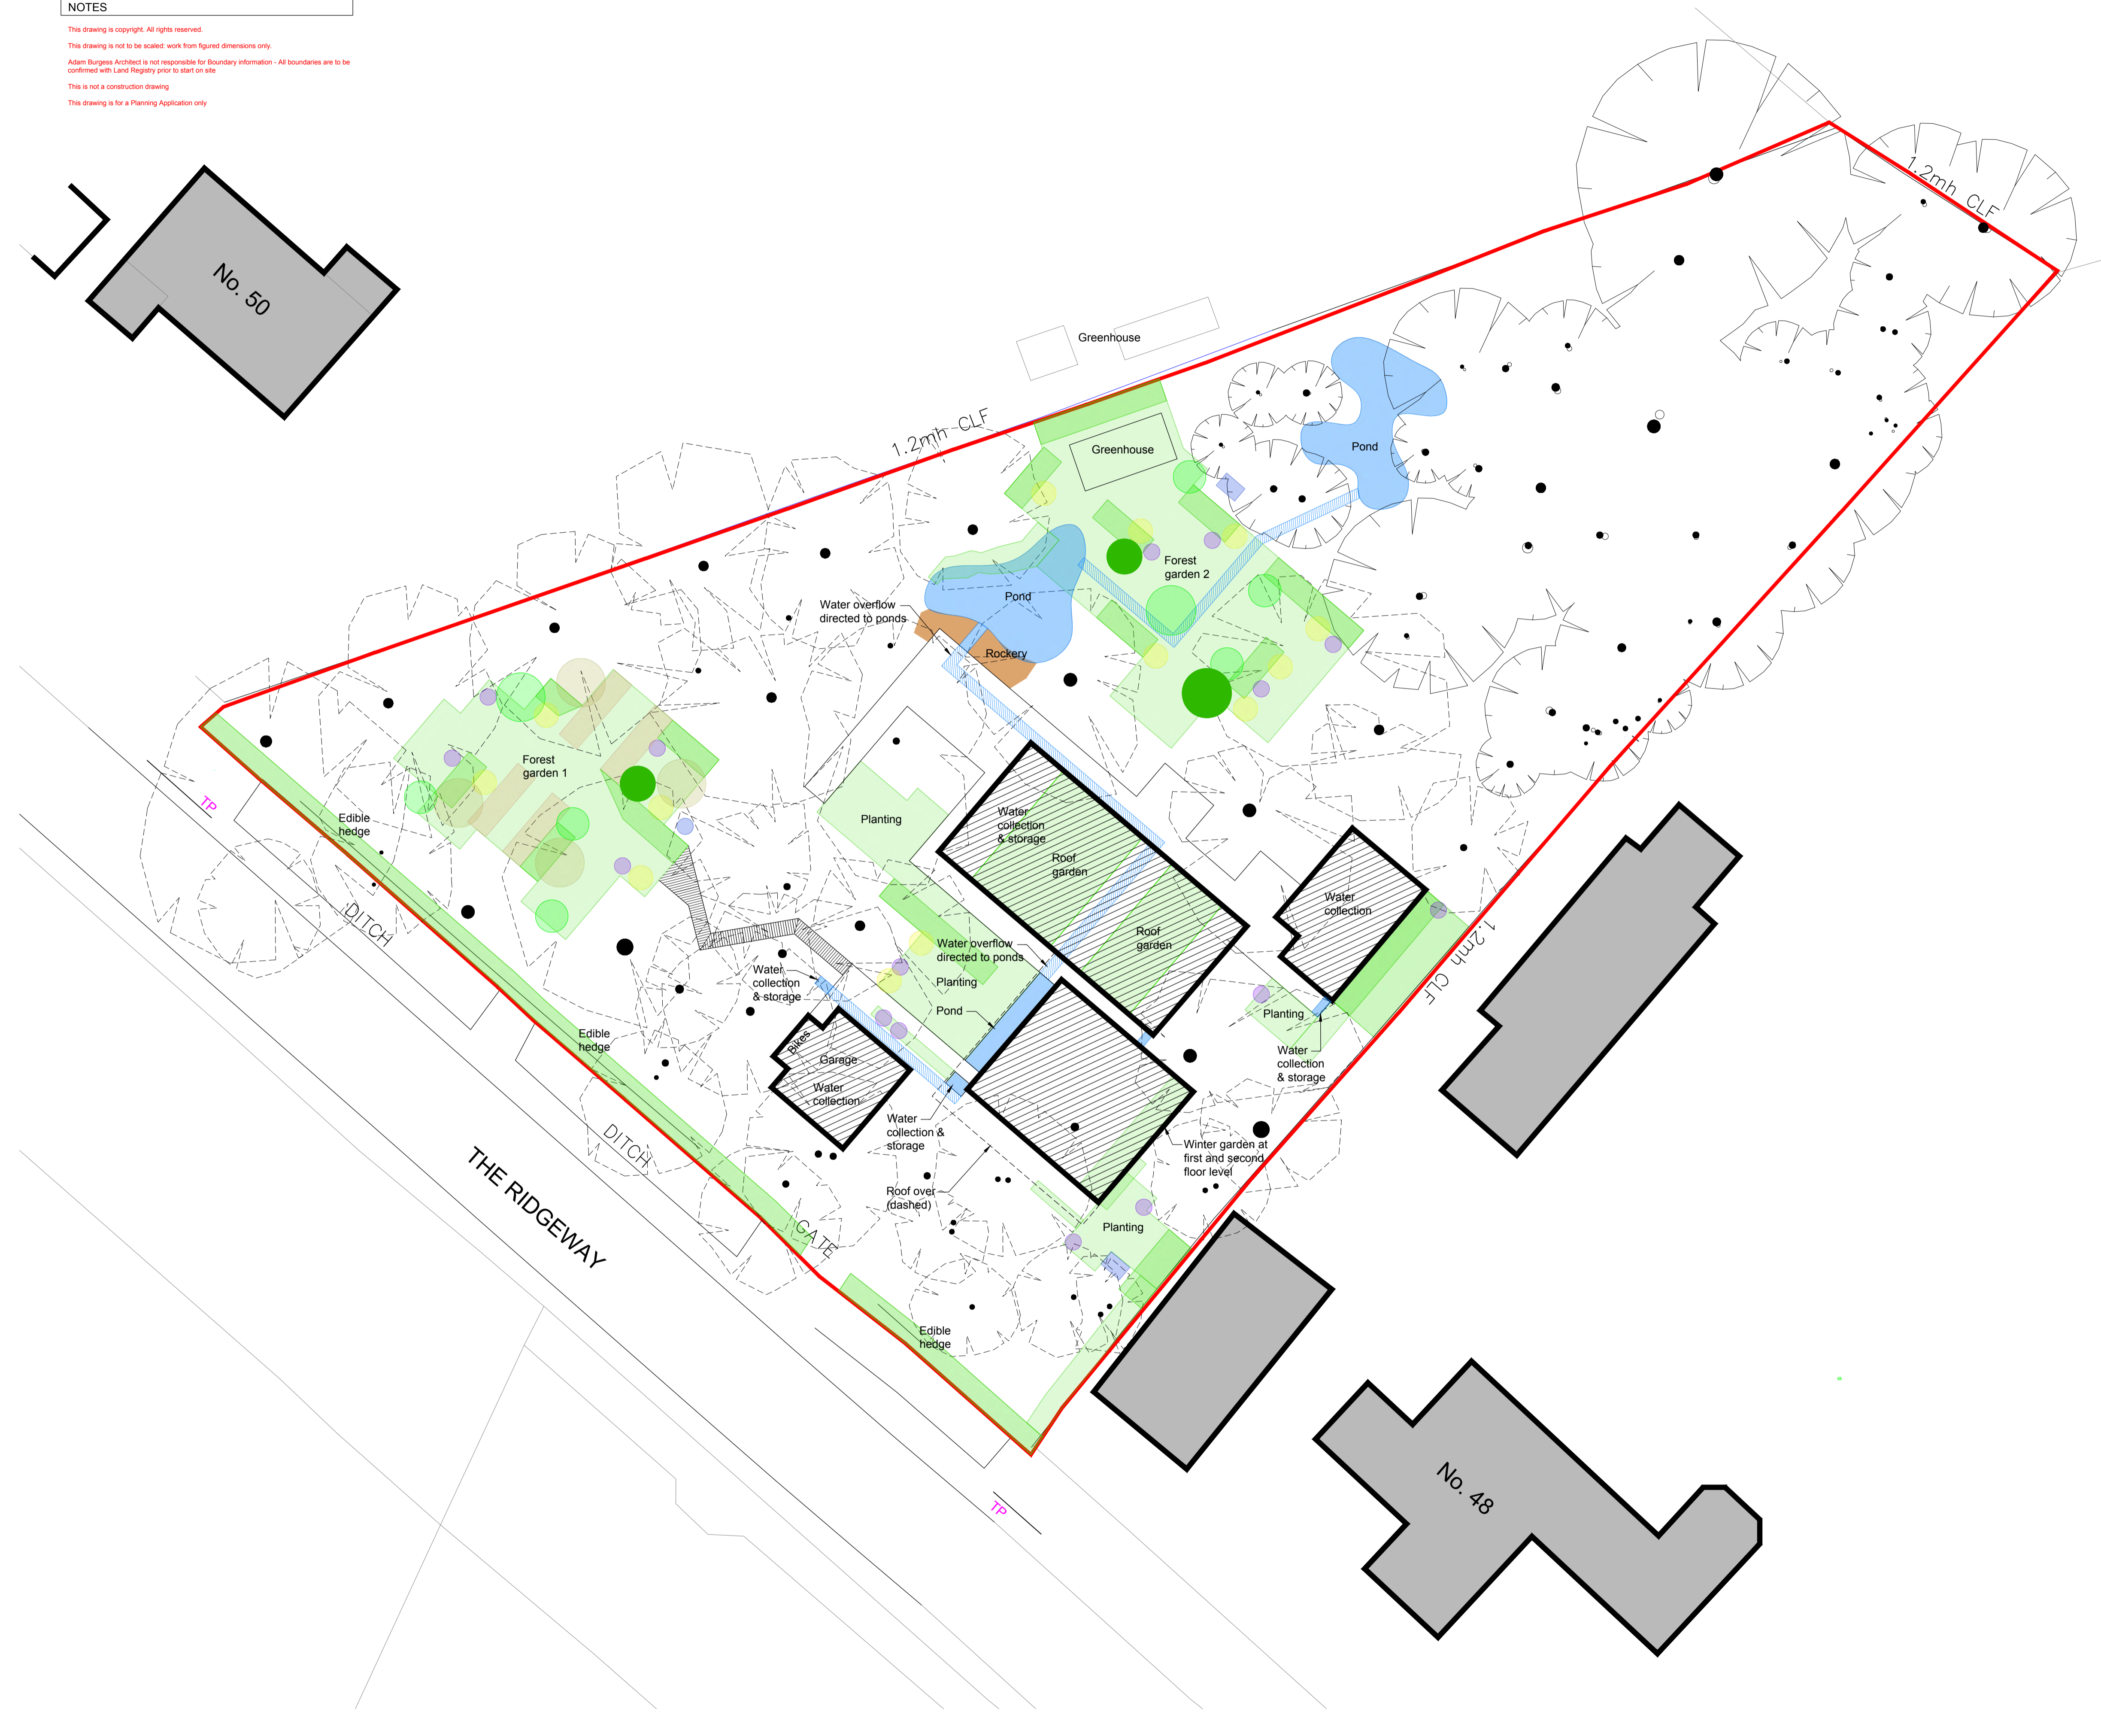 NOTES
This drawing is copyright. All rights reserved.
This drawing is not to be scaled: work from figured dimensions only.
Adam Burgess Architect is not responsible for Boundary information - All boundaries are to be
confirmed with Land Registry prior to start on site
This is not a construction drawing
This drawing is for a Planning Application only
1.2mh CLF
No. 50
Greenhouse
1.2mh CLF
Greenhouse
Pond
Forest
garden 2
Pond
Water overflow
directed to ponds
Rockery
Forest
garden 1
TP
Edible
hedge
Planting
Water
collection
& storage
Roof
garden
Water
collection
DITCH
Roof
garden
1.2mh CLF
Water overflow
directed to ponds
Water
collection
& storage
Planting
Pond
Planting
Edible
hedge
Bikes
Garage
Water
collection
Water
collection
& storage
Water
collection &
storage
DITCH
Winter garden at
first and second
floor level
THE RIDGEWAY
Roof over
(dashed)
GATE
Planting
Edible
hedge
No. 48
TP